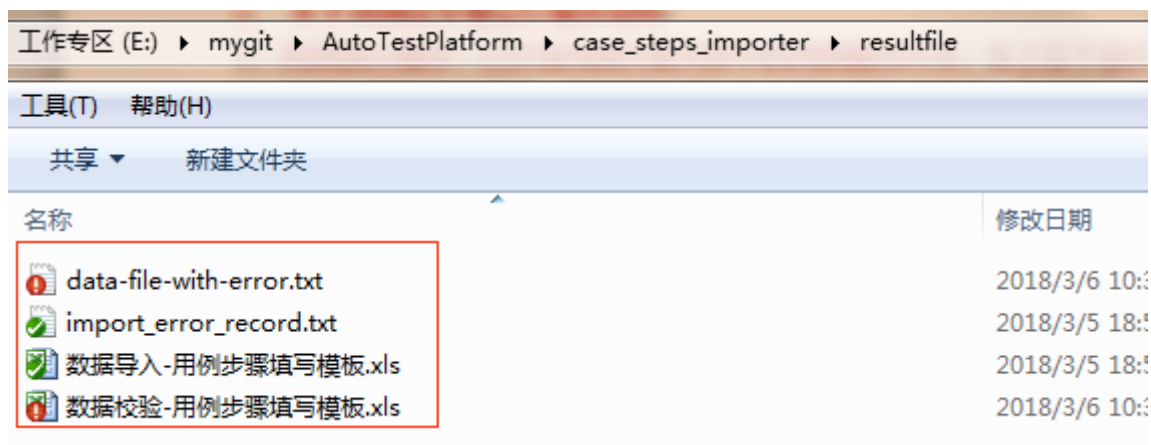 工作专区 (E:) ▸ mygit ▸ AutoTestPlatform ▸ case_steps_importer ▸ resultfile
工具(T) 帮助(H)
共享 新建文件夹
名称 修改日期
data-file-with-error.txt 2018/3/6 10:
import_error_record.txt 2018/3/5 18:5
数据导入-用例步骤填写模板.xls 2018/3/5 18:5
数据校验-用例步骤填写模板.xls 2018/3/6 10: